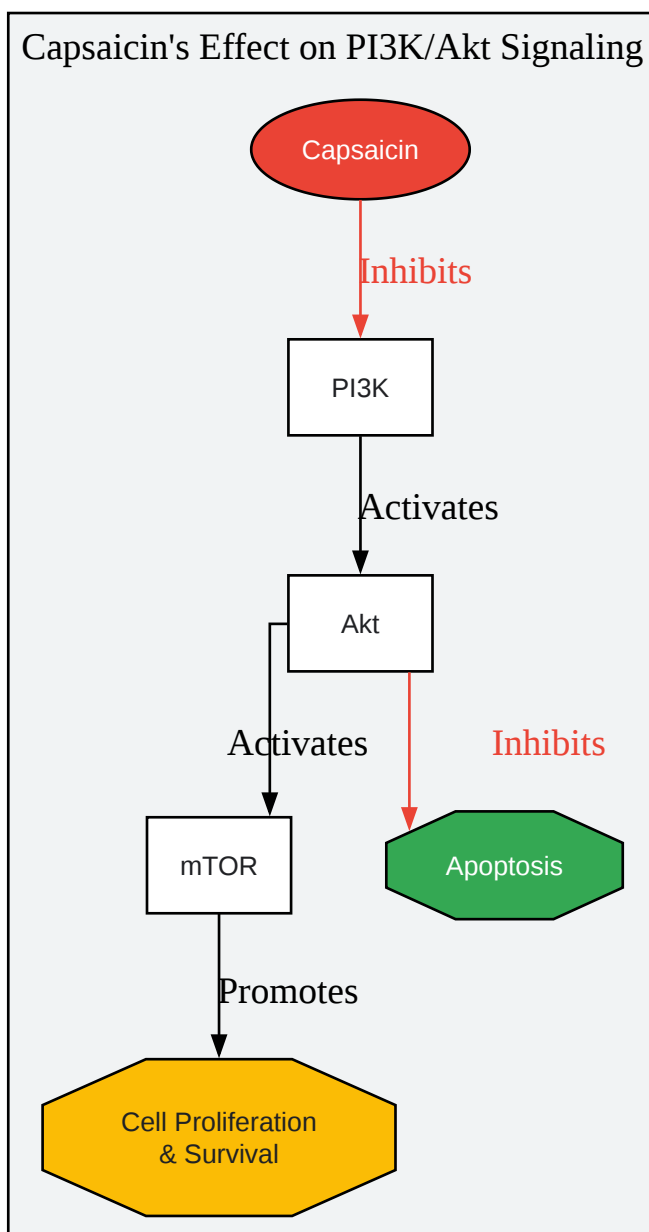 Capsaicin's Effect on PI3K/Akt Signaling
Capsaicin
Inhibits
PI3K
Activates
Akt
Activates
Inhibits
mTOR
Apoptosis
Promotes
Cell Proliferation
& Survival